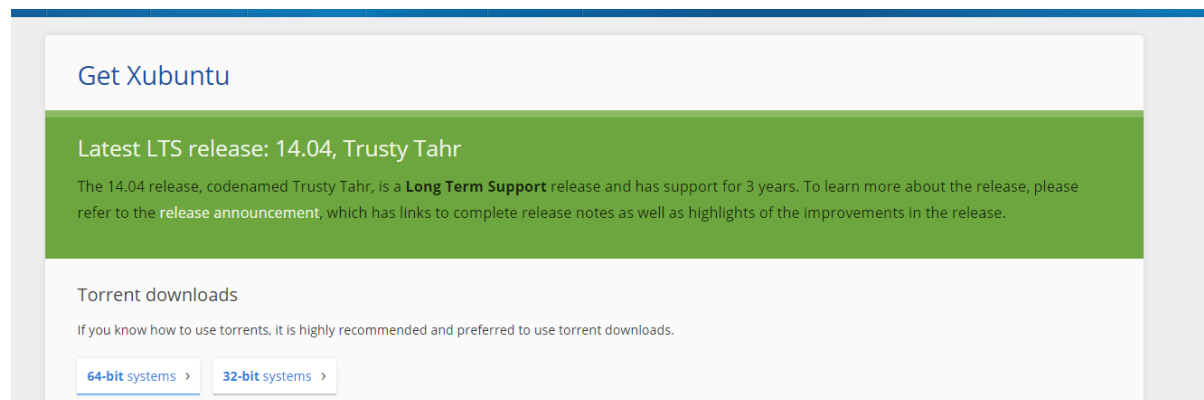 Get Xubuntu
Latest LTS release: 14.04, Trusty Tahr
The 14.04 release, codenamed Trusty Tahr, is a Long Term Support release and has support for 3 years. To learn more about the release, please
refer to the release announcement, which has links to complete release notes as well as highlights of the improvements in the release.
Torrent downloads
If you know how to use torrents, it is highly recommended and preferred to use torrent downloads.
64-bit systems › 32-bit systems ›